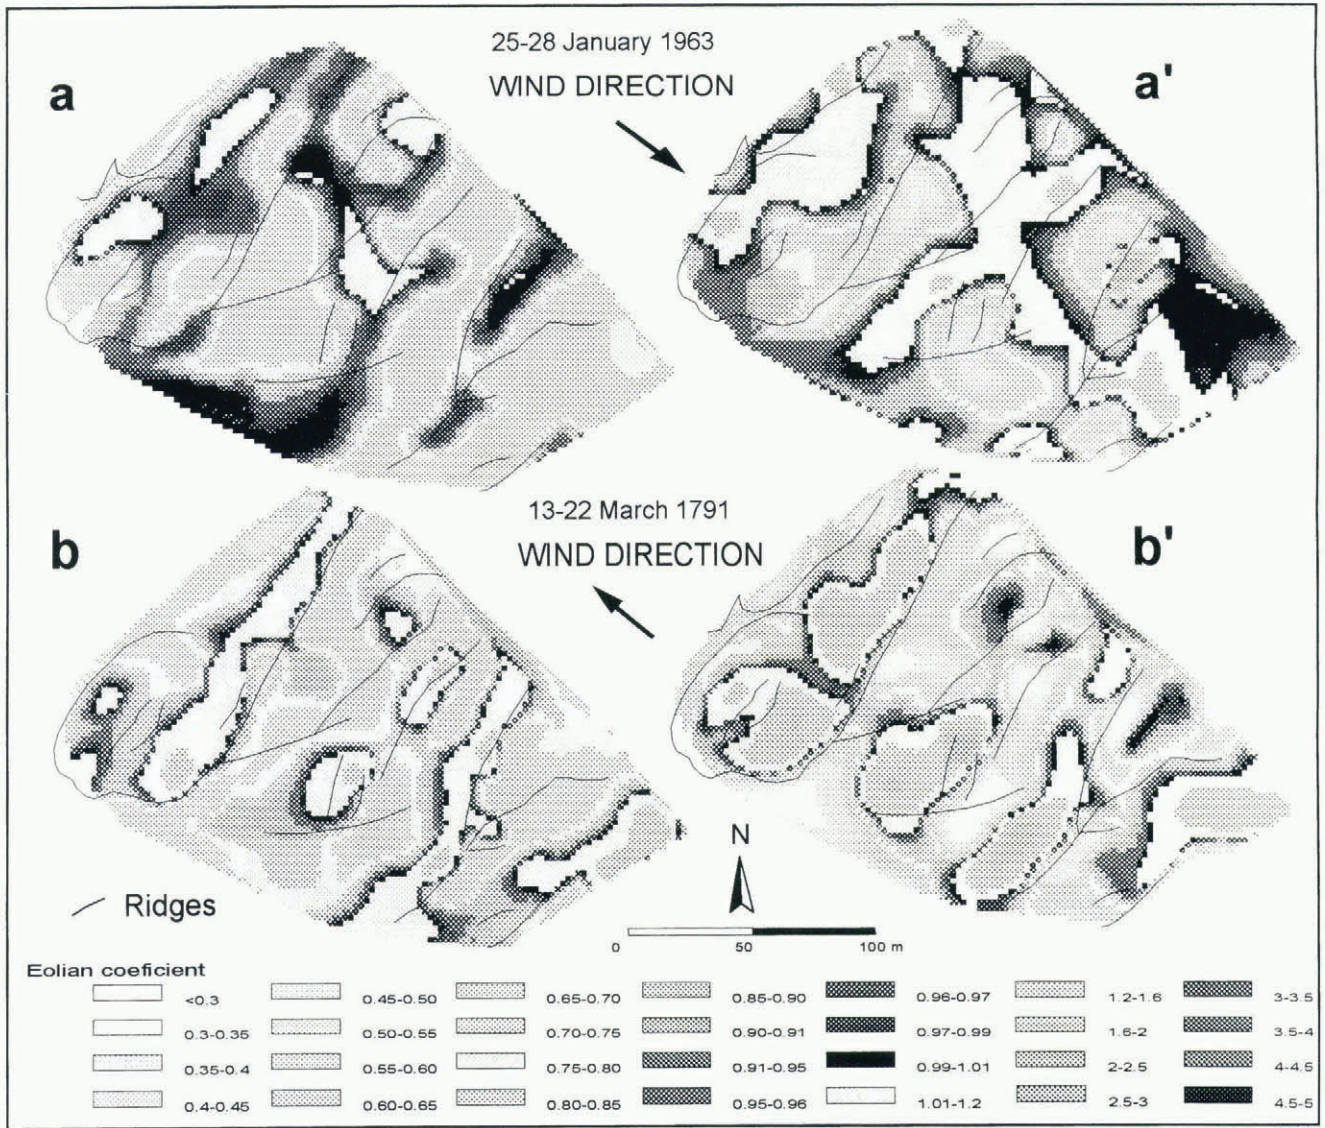 25-28 January 1963
a
WIND DIRECTION
a'
13-22 March 1791
b
WIND DIRECTION
b'
N
Ridges
0 50 100 m
Eolian coeficient
<0.3 0.45-0.50 0.65-0.70 0.85-0.90 0.96-0.97 1.2-1.6 3-3.5
0.3-0.35 0.50-0.55 0.70-0.75 0.90-0.91 0.97-0.99 1.6-2 3.5-4
0.35-0.4 0.55-0.60 0.75-0.80 0.91-0.95 0.99-1.01 2-2.5 4-4.5
0.4-0.45 0.60-0.65 0.80-0.85 0.95-0.96 1.01-1.2 2.5-3 4.5-5